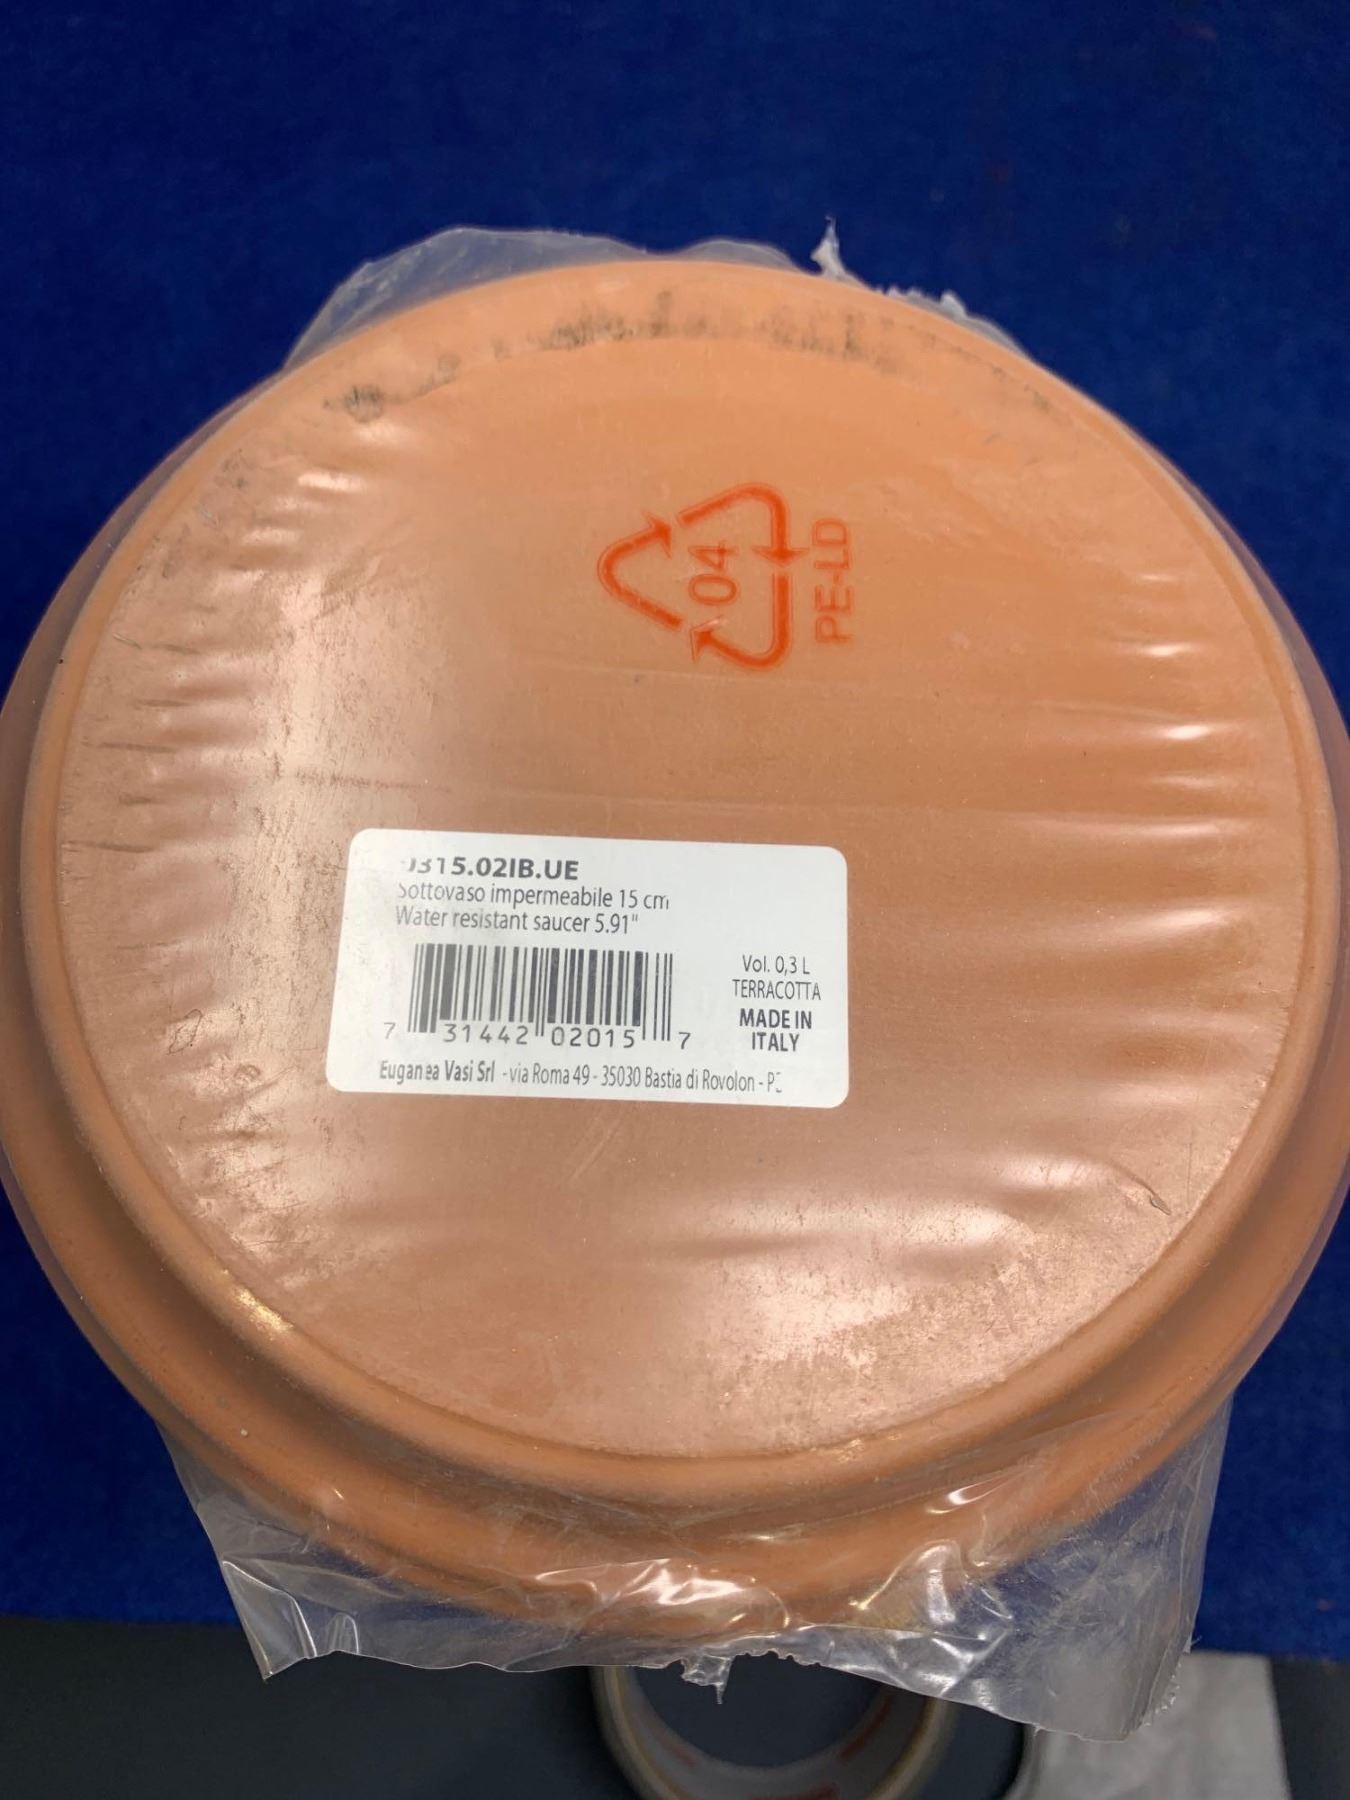 04
PE-LD
0315.02IB.UE
Sottovaso impermeabile 15 cm
Water resistant saucer 5.91"
Vol. 0,3 L
TERRACOTTA
MADE IN
ITALY
7 31442 02015 7
Euganea Vasi Srl - via Roma 49 - 35030 Bastia di Rovolon -